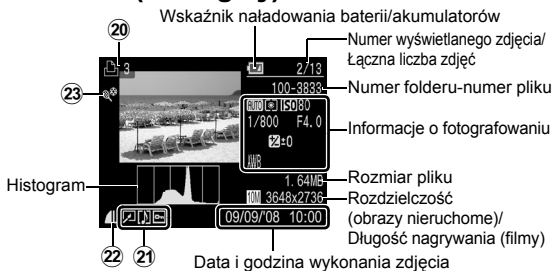 Wskaźnik naładowania baterii/akumulatorów
20
3
2/13
Numer wyświetlanego zdjęcia/
Łączna liczba zdjęć
23
100-3833
Numer folderu-numer pliku
AUTO ISO80
1/800 F4.0
±0
AWB
Informacje o fotografowaniu
Histogram
1.64MB
Rozmiar pliku
10M 3648x2736
Rozdzielczość
(obrazy nieruchome)/
Długość nagrywania (filmy)
09/09/'08 10:00
22
21
Data i godzina wykonania zdjęcia